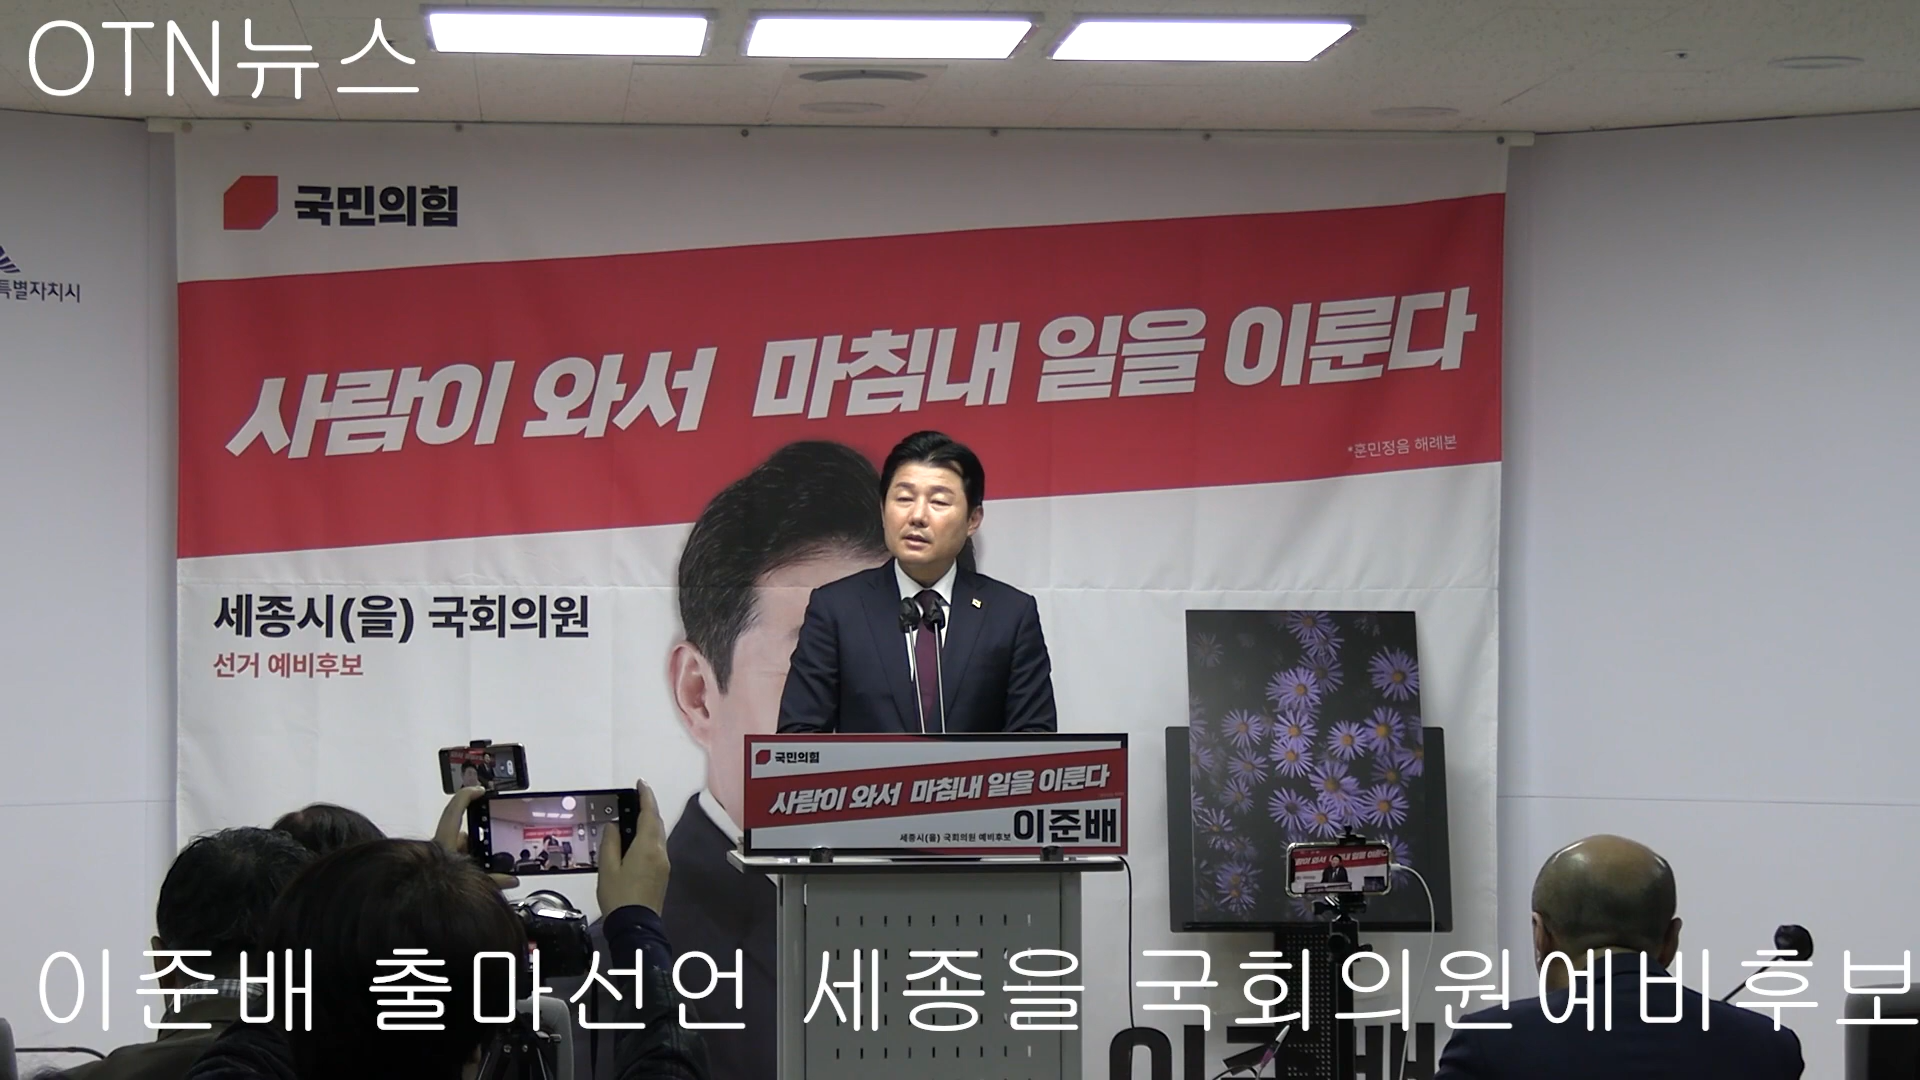 OTN뉴스
국민의힘
특별자치시
사람이 와서 마침내 일을 이룬다
*훈민정음 해례본
세종시(을) 국회의원
선거 예비후보
국민의힘
사람이 와서 마침내 일을 이룬다
세종시(을) 국회의원 예비후보 이준배
이준배 출마선언 세종을 국회의원예비후보
이준배